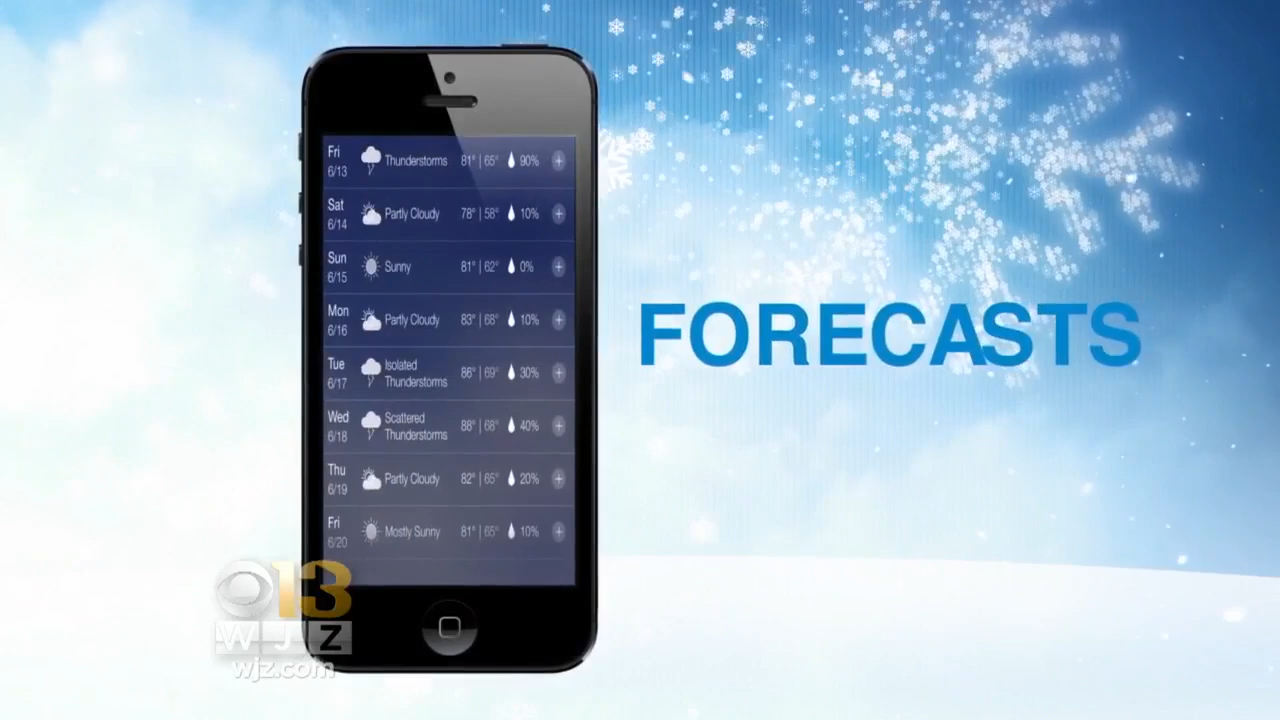 Fri
6/13
Thunderstorms 81° | 65° 90% +
Sat
6/14
Partly Cloudy 78° | 58° 10% +
Sun
6/15
Sunny 81° | 62° 0% +
Mon
6/16
Partly Cloudy 83° | 68° 10% +
Tue
6/17
Isolated
Thunderstorms 86° | 69° 30% +
Wed
6/18
Scattered
Thunderstorms 88° | 68° 40% +
Thu
6/19
Partly Cloudy 82° | 65° 20% +
Fri
6/20
Mostly Sunny 81° | 65° 10% +
FORECASTS
13
WJZ
wjz.com